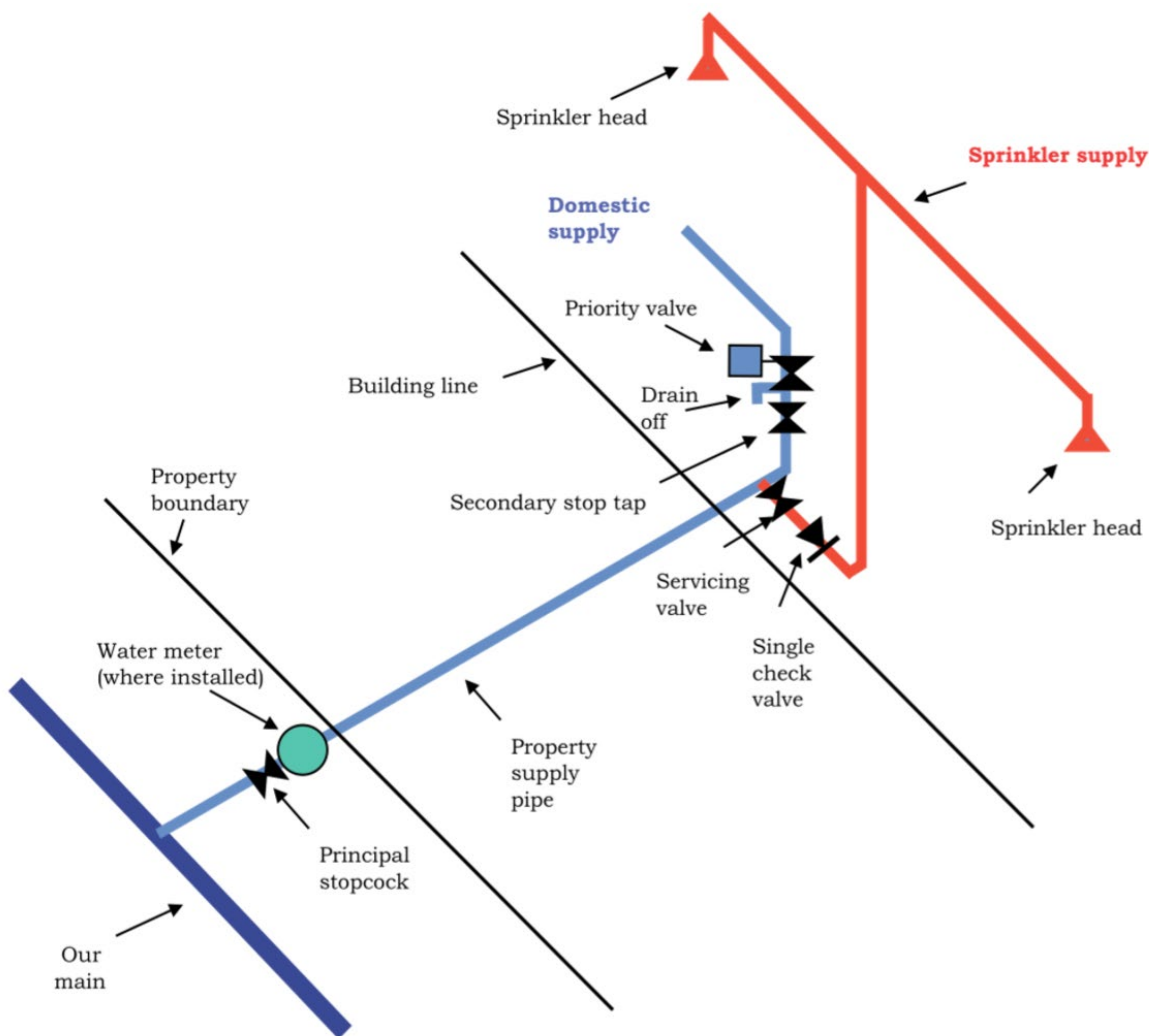 Sprinkler head
Sprinkler supply
Domestic
supply
Priority valve
Building line
Drain
off
Property
boundary
Secondary stop tap
Sprinkler head
Servicing
valve
Water meter
(where installed)
Single
check
valve
Property
supply
pipe
Principal
stopcock
Our
main